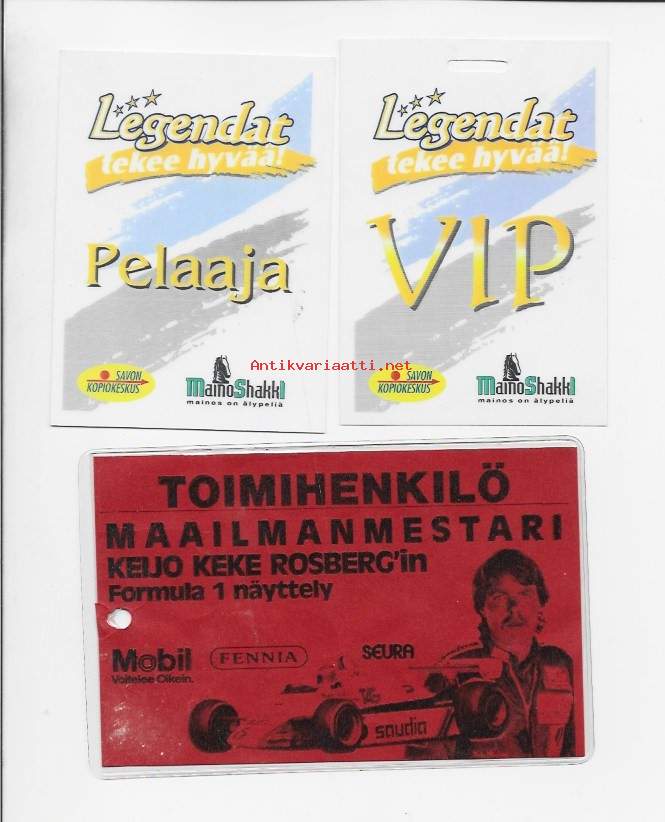 Legendat
tekee hyvää!
Pelaaja
SAVON
KOPIOKESKUS
MainoShakkI
mainos on älypeliä
Legendat
tekee hyvää!
VIP
SAVON
KOPIOKESKUS
MainoShakkI
mainos on älypeliä
Antikvariaatti.net
TOIMIHENKILÖ
MAAILMANMESTARI
KEIJO KEKE ROSBERG'in
Formula 1 näyttely
Mobil
Voitelee Oikein.
FENNIA
SEURA
saudia